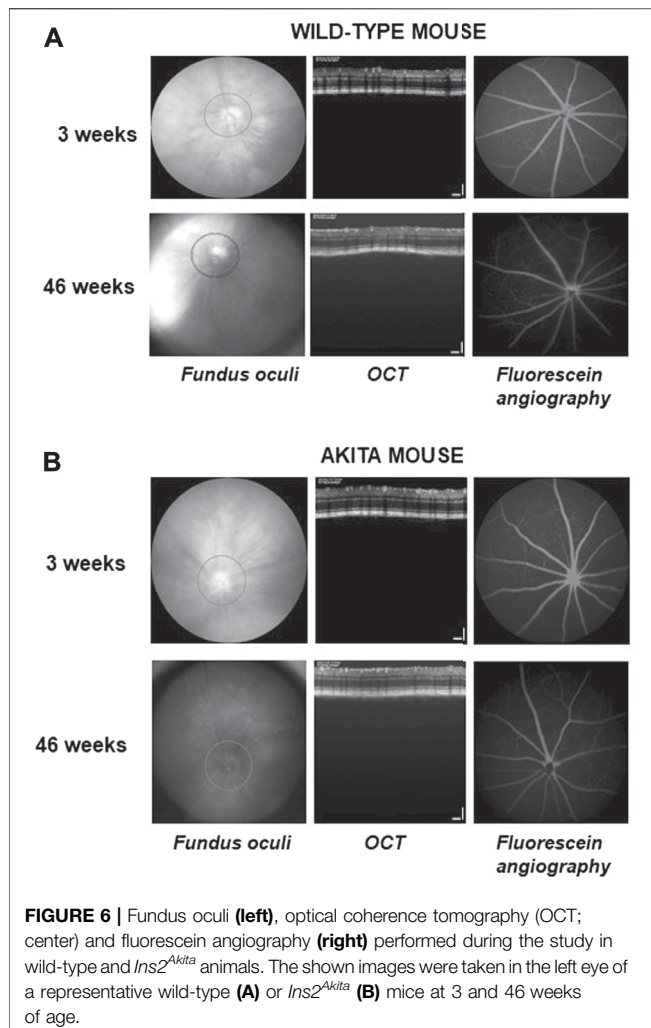 A
WILD-TYPE MOUSE
3 weeks
46 weeks
Fundus oculi
OCT
Fluorescein
angiography
B
AKITA MOUSE
3 weeks
46 weeks
Fundus oculi
OCT
Fluorescein
angiography
FIGURE 6 | Fundus oculi (left), optical coherence tomography (OCT;
center) and fluorescein angiography (right) performed during the study in
wild-type and Ins2Akita animals. The shown images were taken in the left eye of
a representative wild-type (A) or Ins2Akita (B) mice at 3 and 46 weeks
of age.